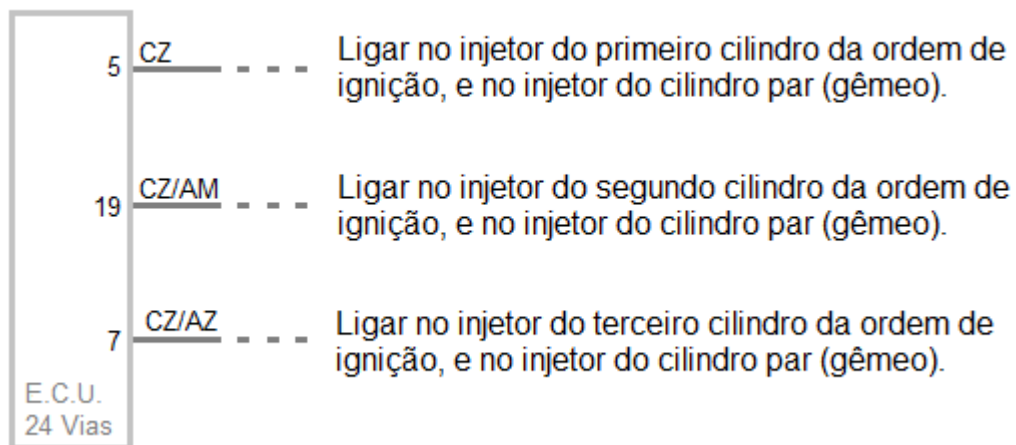 5 CZ Ligar no injetor do primeiro cilindro da ordem de
ignição, e no injetor do cilindro par (gêmeo).
19 CZ/AM Ligar no injetor do segundo cilindro da ordem de
ignição, e no injetor do cilindro par (gêmeo).
7 CZ/AZ Ligar no injetor do terceiro cilindro da ordem de
ignição, e no injetor do cilindro par (gêmeo).
E.C.U.
24 Vias